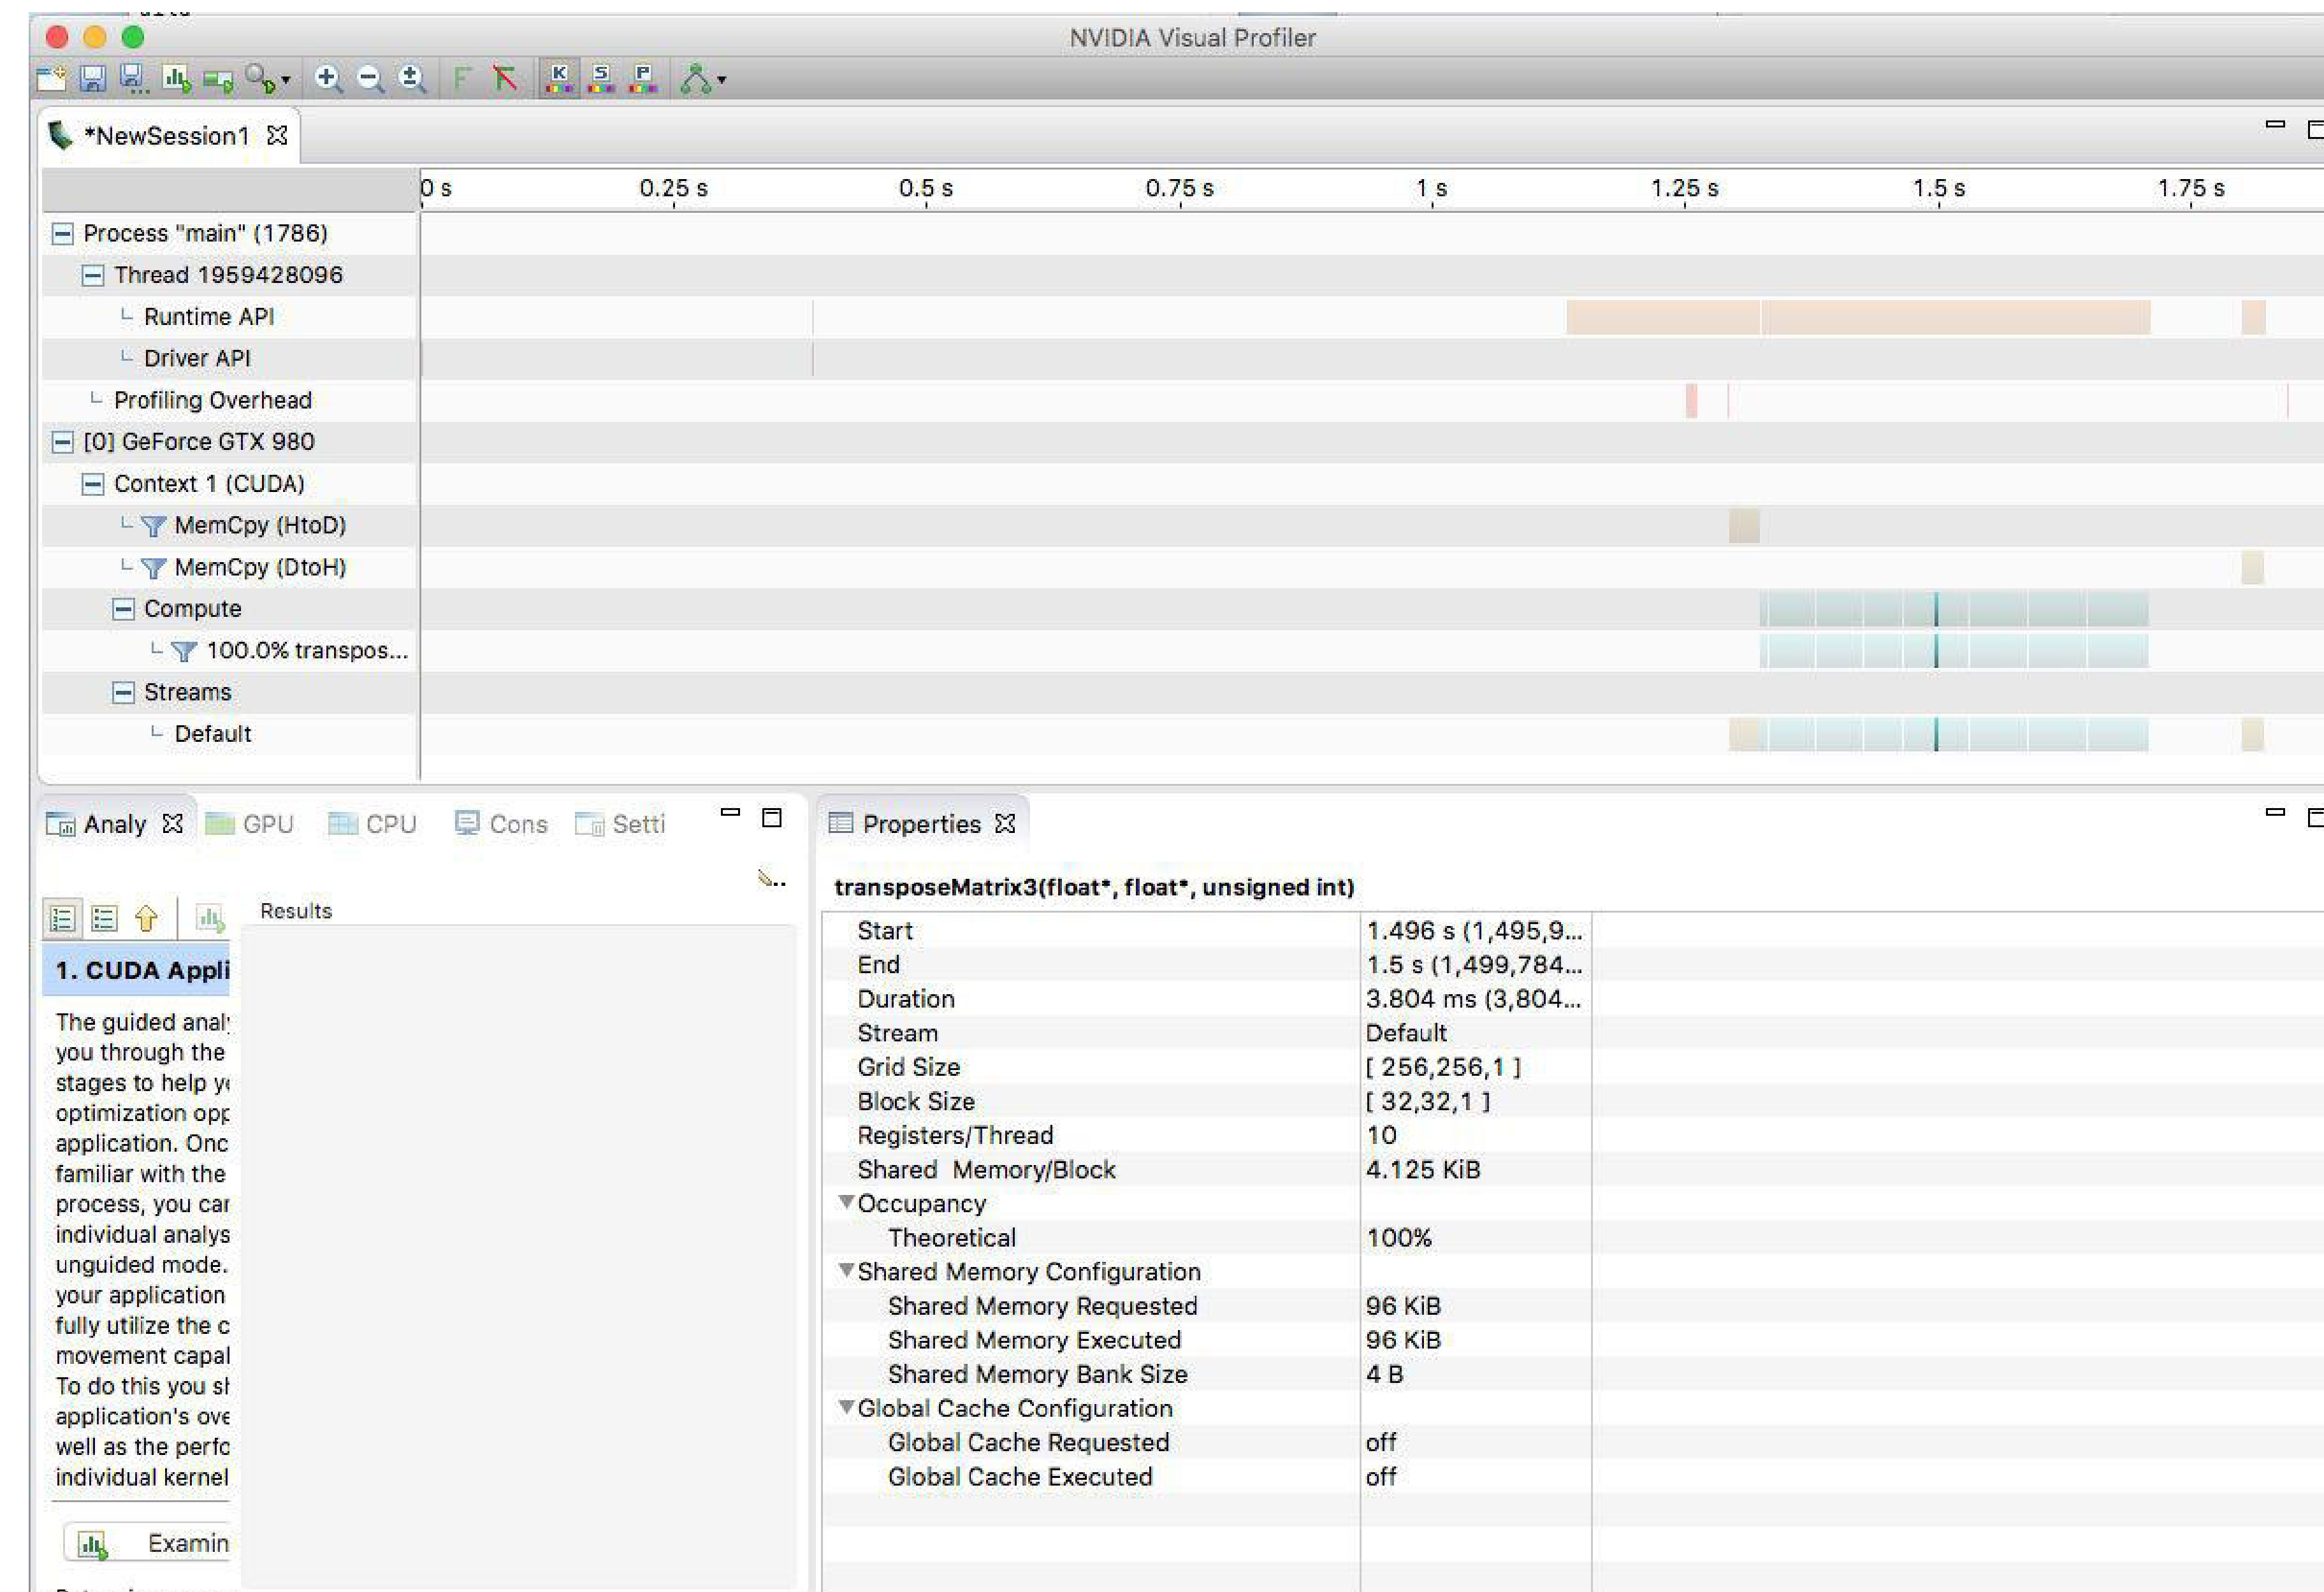 NVIDIA Visual Profiler
F K S P
*NewSession1
0 s 0.25 s 0.5 s 0.75 s 1 s 1.25 s 1.5 s 1.75 s
Process "main" (1786)
Thread 1959428096
Runtime API
Driver API
Profiling Overhead
[0] GeForce GTX 980
Context 1 (CUDA)
MemCpy (HtoD)
MemCpy (DtoH)
Compute
100.0% transpos...
Streams
Default
Analy GPU CPU Cons Setti
Results
1. CUDA Appli
The guided anal
you through the
stages to help y
optimization opp
application. Onc
familiar with the
process, you car
individual analys
unguided mode.
your application
fully utilize the c
movement capal
To do this you sh
application's ove
well as the perfo
individual kernel
Examin
Properties
transposeMatrix3(float*, float*, unsigned int)
Start 1.496 s (1,495,9...
End 1.5 s (1,499,784...
Duration 3.804 ms (3,804...
Stream Default
Grid Size [ 256,256,1 ]
Block Size [ 32,32,1 ]
Registers/Thread 10
Shared Memory/Block 4.125 KiB
Occupancy
Theoretical 100%
Shared Memory Configuration
Shared Memory Requested 96 KiB
Shared Memory Executed 96 KiB
Shared Memory Bank Size 4 B
Global Cache Configuration
Global Cache Requested off
Global Cache Executed off